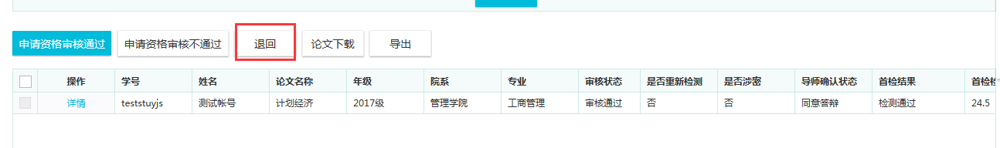 申请资格审核通过 申请资格审核不通过 退回 论文下载 导出
操作 学号 姓名 论文名称 年级 院系 专业 审核状态 是否重新检测 是否涉密 导师确认状态 首检结果 首检
详情 teststuyjs 测试帐号 计划经济 2017级 管理学院 工商管理 审核通过 否 否 同意答辩 检测通过 24.5